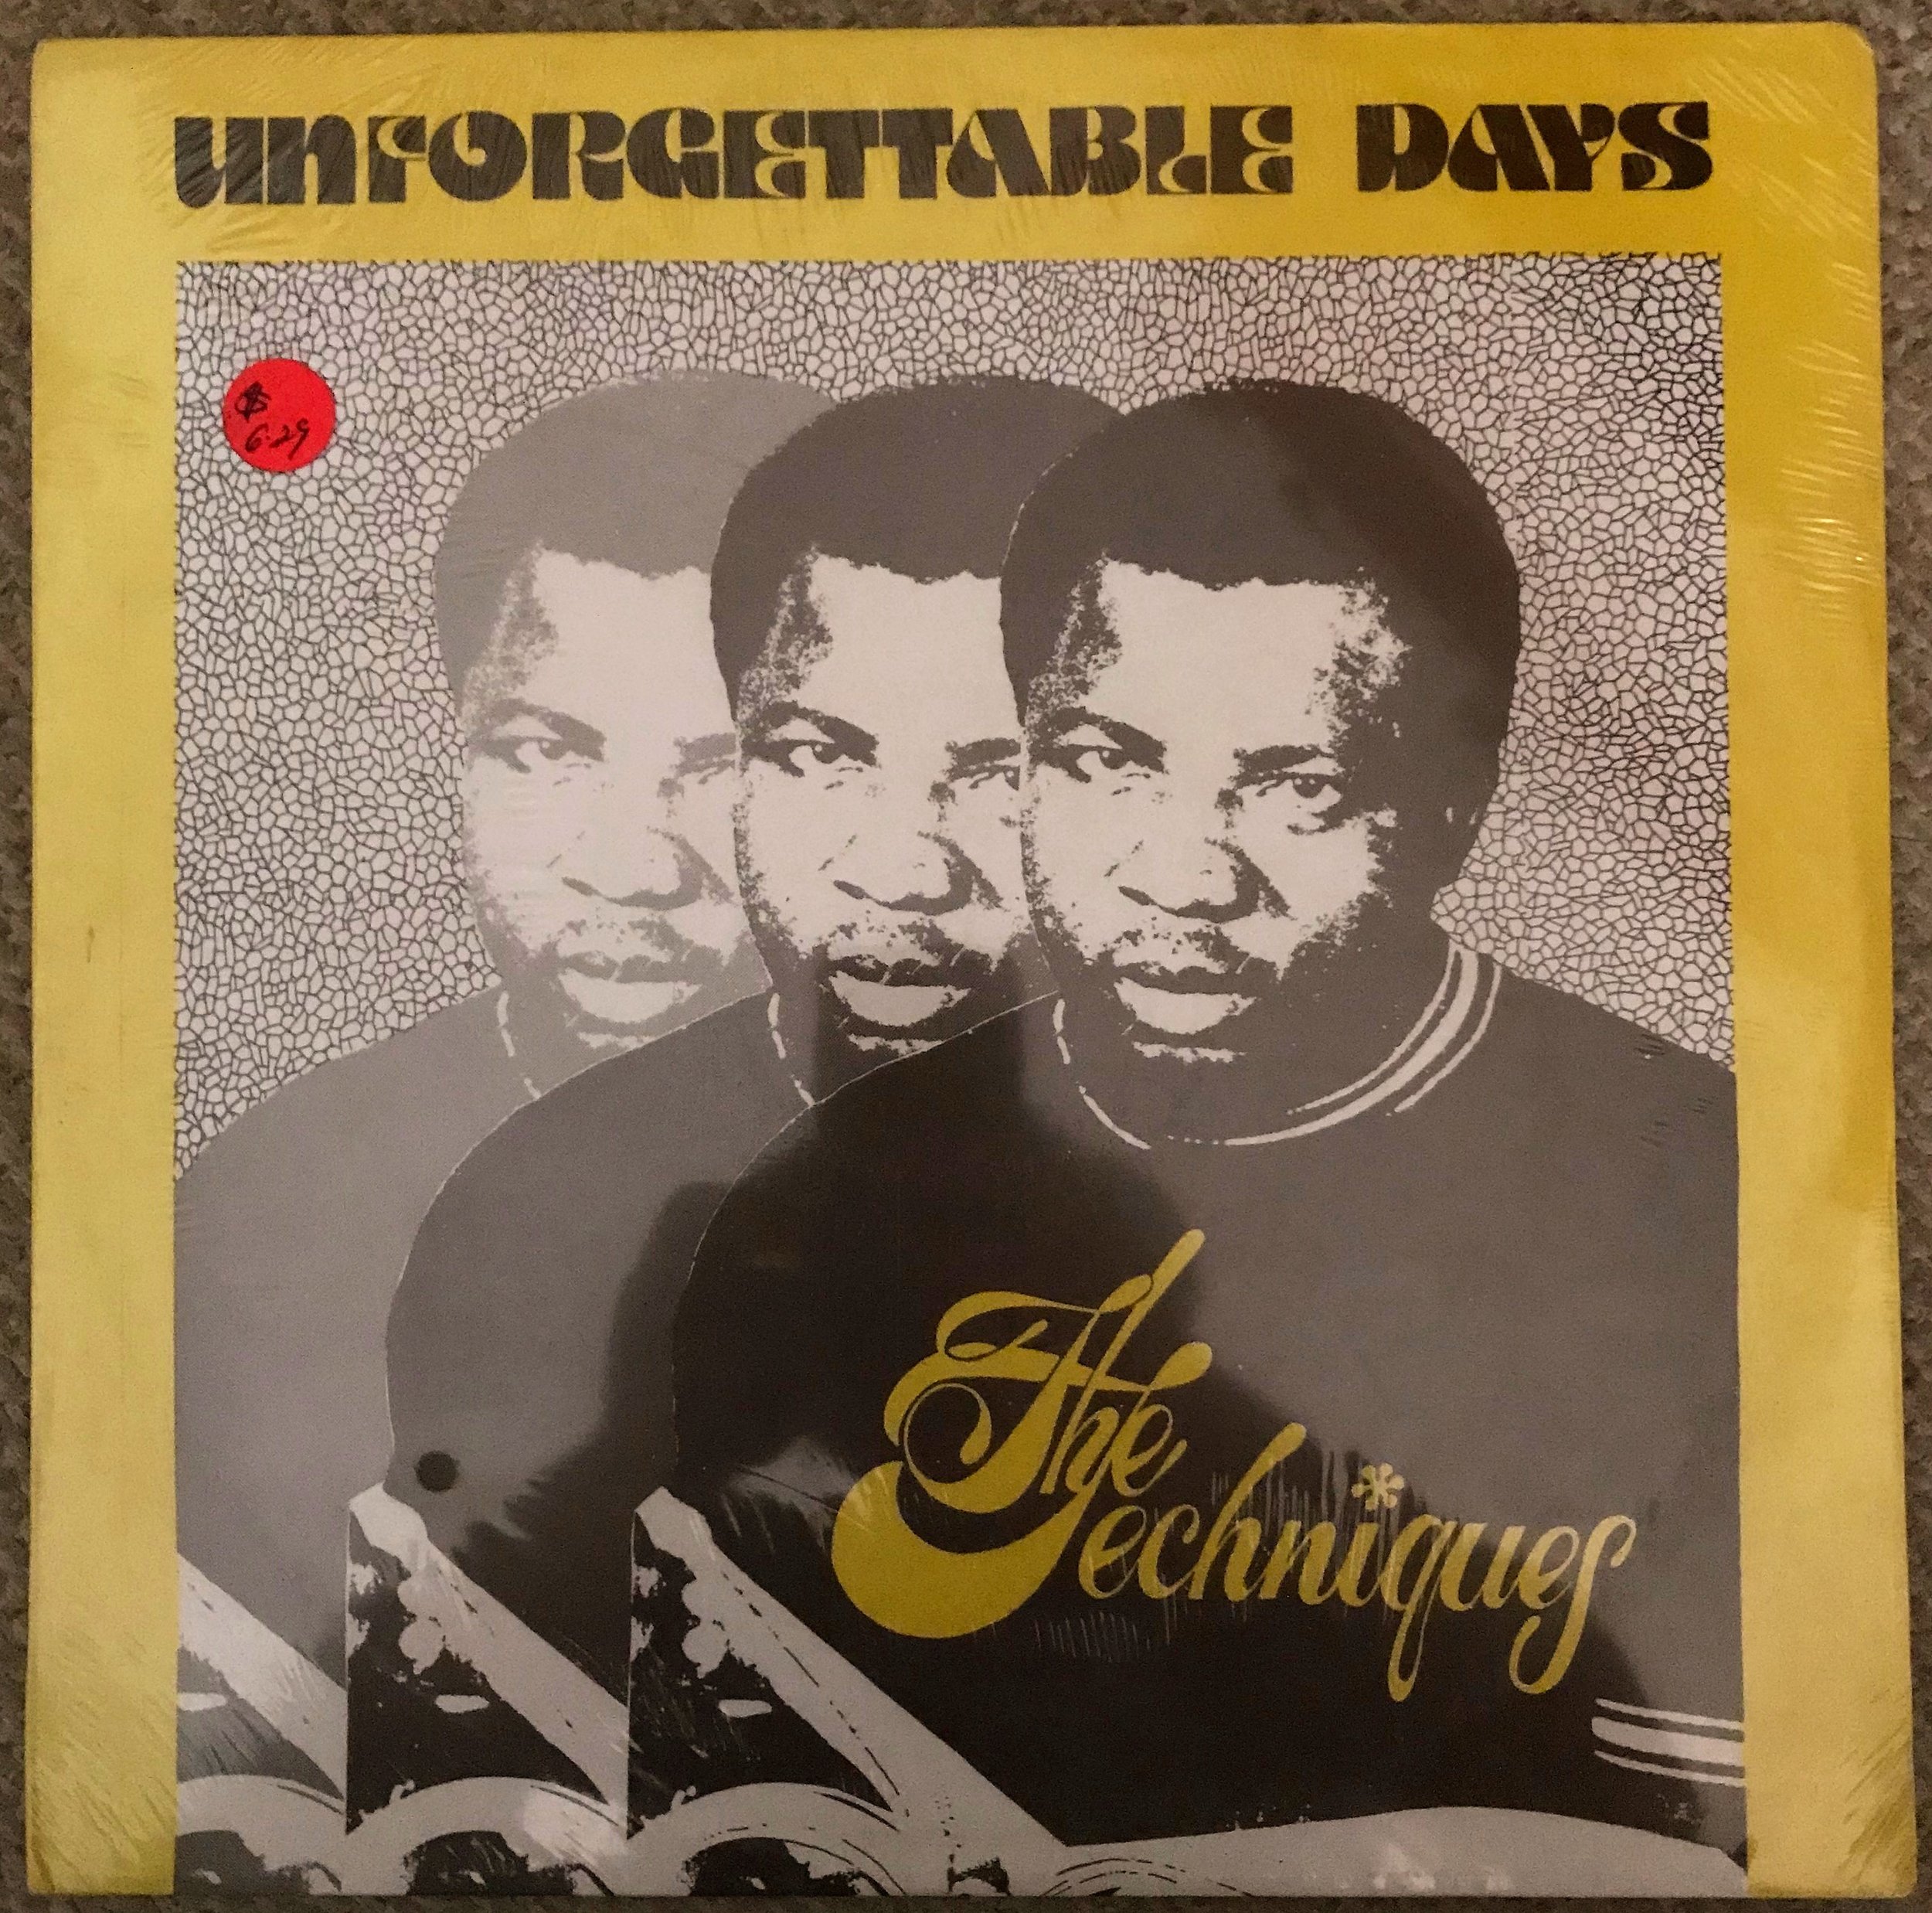 UNFORGETTABLE DAYS
$
6.29
The
Techniques